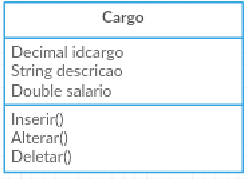 Cargo
Decimal idcargo
String descricao
Double salario
Inserir()
Alterar()
Deletar()